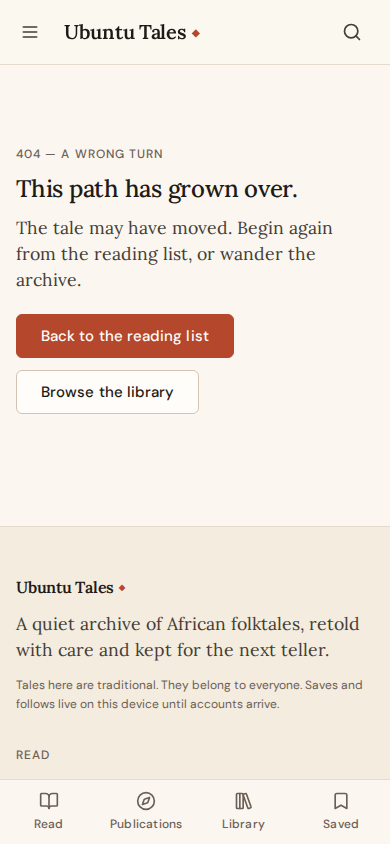 Ubuntu Tales
404 — A WRONG TURN
This path has grown over.
The tale may have moved. Begin again
from the reading list, or wander the
archive.
Back to the reading list
Browse the library
Ubuntu Tales
A quiet archive of African folktales, retold
with care and kept for the next teller.
Tales here are traditional. They belong to everyone. Saves and
follows live on this device until accounts arrive.
READ
Read Publications Library Saved